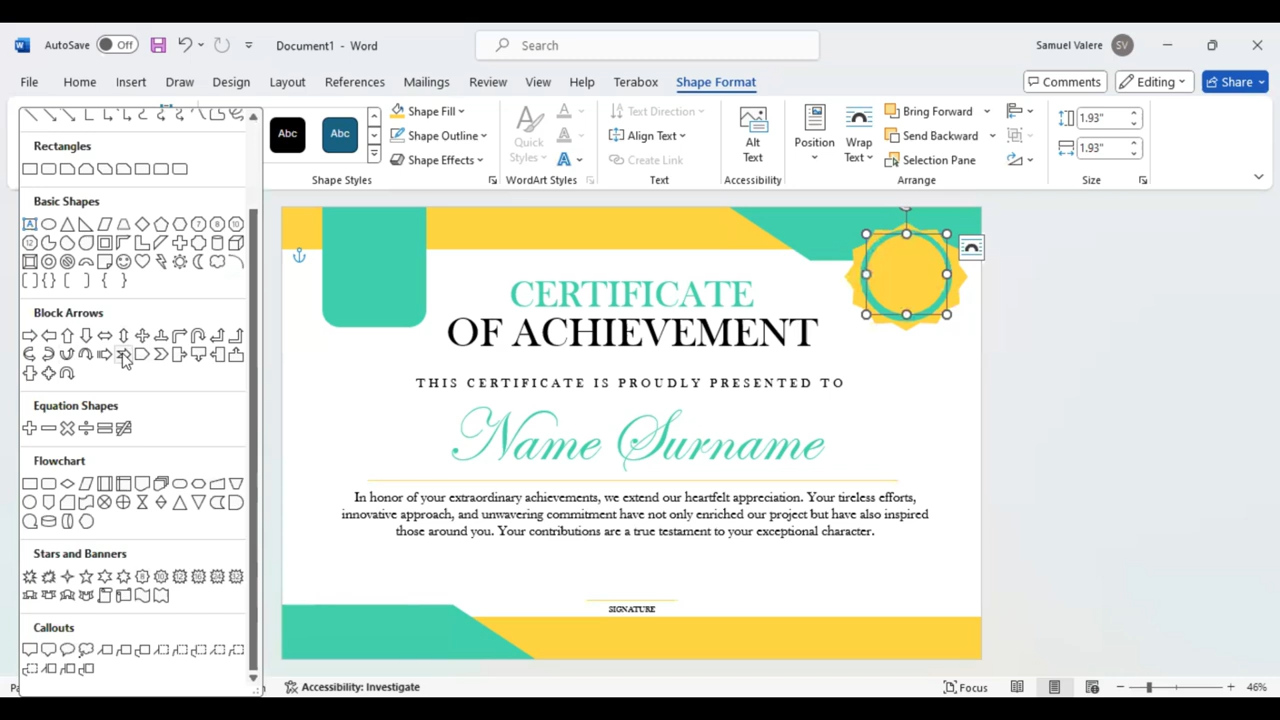 AutoSave Off Document1 - Word Search Samuel Valere SV
File Home Insert Draw Design Layout References Mailings Review View Help Terabox Shape Format Comments Editing Share
Abc Abc
Shape Fill
Shape Outline
Shape Effects
Shape Styles
Quick Styles
A
A
A
WordArt Styles
Text Direction
Align Text
Create Link
Text
Alt Text
Accessibility
Position
Wrap Text
Bring Forward
Send Backward
Selection Pane
Arrange
1.93"
1.93"
Size
Rectangles
Basic Shapes
Block Arrows
Equation Shapes
Flowchart
Stars and Banners
Callouts
CERTIFICATE
OF ACHIEVEMENT
THIS CERTIFICATE IS PROUDLY PRESENTED TO
Name Surname
In honor of your extraordinary achievements, we extend our heartfelt appreciation. Your tireless efforts,
innovative approach, and unwavering commitment have not only enriched our project but have also inspired
those around you. Your contributions are a true testament to your exceptional character.
SIGNATURE
Accessibility: Investigate Focus 46%